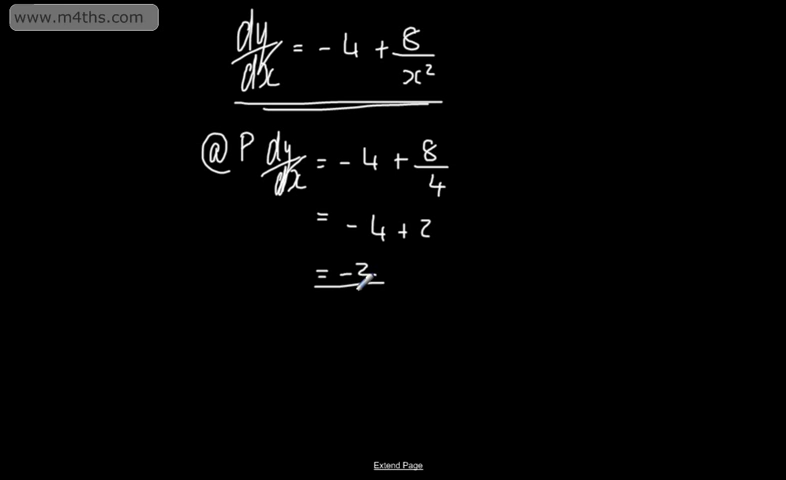 www.m4ths.com
dy/dx = - 4 + 8/x²
@ P dy/dx = - 4 + 8/4
= - 4 + 2
= - 2
Extend Page